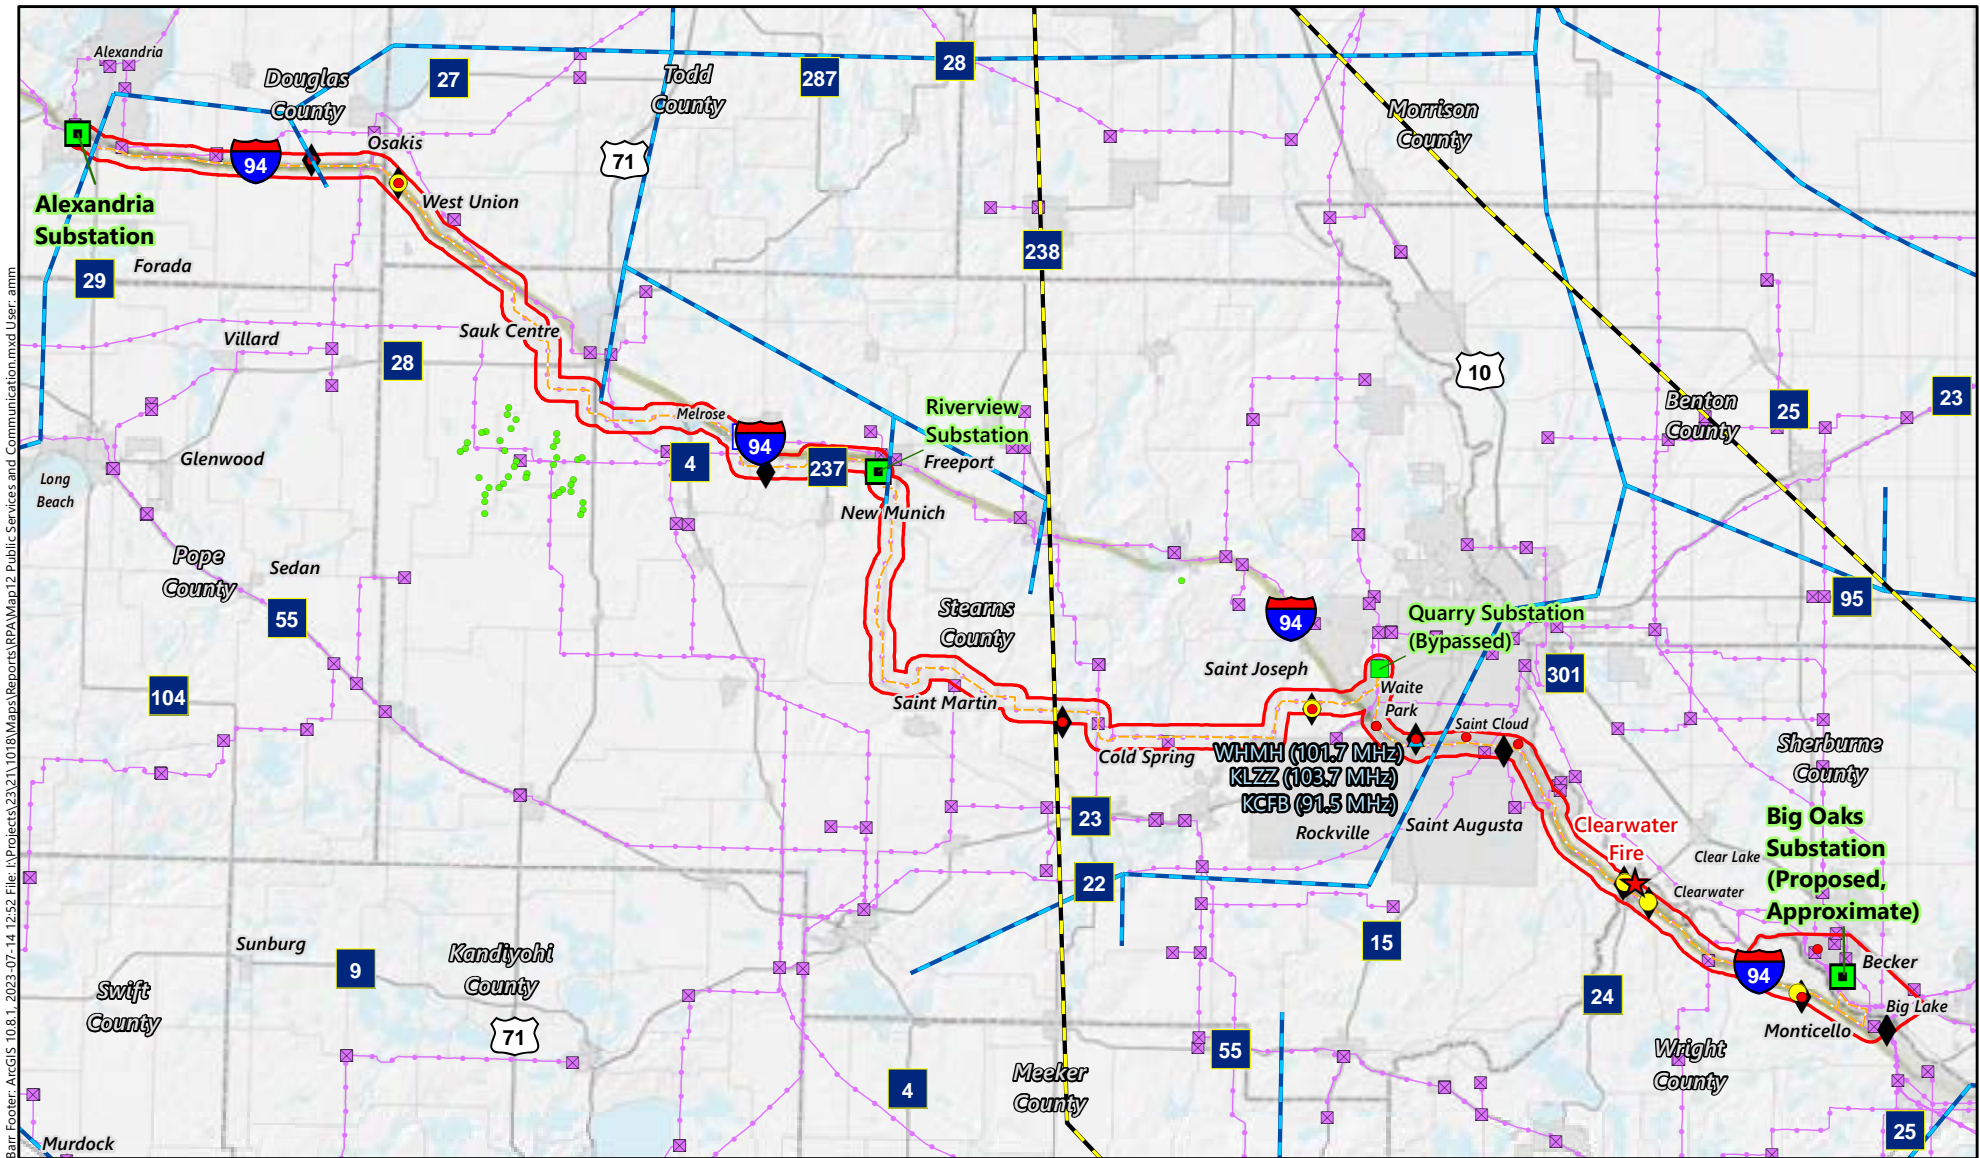 Alexandria
Douglas
County
27
Todd
County
287
28
Morrison
County
Osakis
94
71
Alexandria
Substation
West Union
29
Forada
238
Villard
Sauk Centre
28
10
Benton
County
25
23
Melrose
Riverview
Substation
Freeport
94
4
237
Glenwood
Long
Beach
New Munich
Pope
County
Sedan
55
Stearns
County
94
Quarry Substation
(Bypassed)
95
Saint Joseph
301
104
Saint Martin
Waite
Park
Saint Cloud
Cold Spring
WHMH (101.7 MHz)
KLZZ (103.7 MHz)
KCFB (91.5 MHz)
Sherburne
County
23
Rockville
Saint Augusta
Clearwater
Fire
Big Oaks
Substation
(Proposed,
Approximate)
Clear Lake
Clearwater
22
15
Sunburg
9
Kandiyohi
County
71
Swift
County
94
Becker
24
Big Lake
Monticello
55
Wright
County
Meeker
County
4
25
Murdock
Barr Footer: ArcGIS 10.8.1, 2023-07-14 12:52 File: I:\Projects\23\21\1018\Maps\Reports\RPA\Map12 Public Services and Communication.mxd User: amm